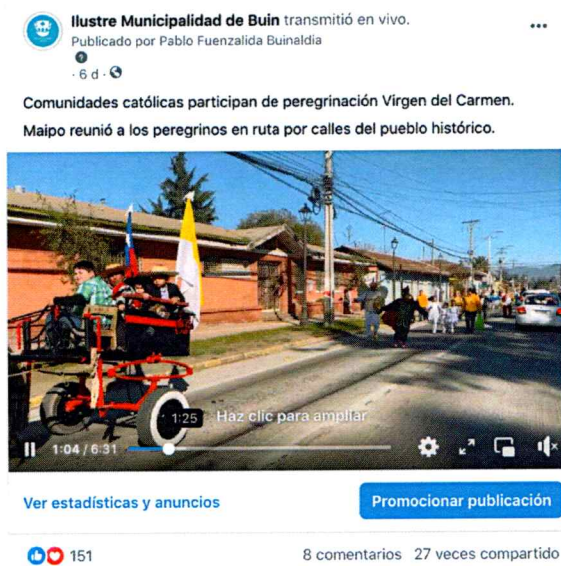 Ilustre Municipalidad de Buin transmitió en vivo.
Publicado por Pablo Fuenzalida Buinaldia
?
· 6 d ·
Comunidades católicas participan de peregrinación Virgen del Carmen.
Maipo reunió a los peregrinos en ruta por calles del pueblo histórico.
1:25 Haz clic para ampliar
1:04 / 6:31
Ver estadísticas y anuncios
Promocionar publicación
151
8 comentarios 27 veces compartido